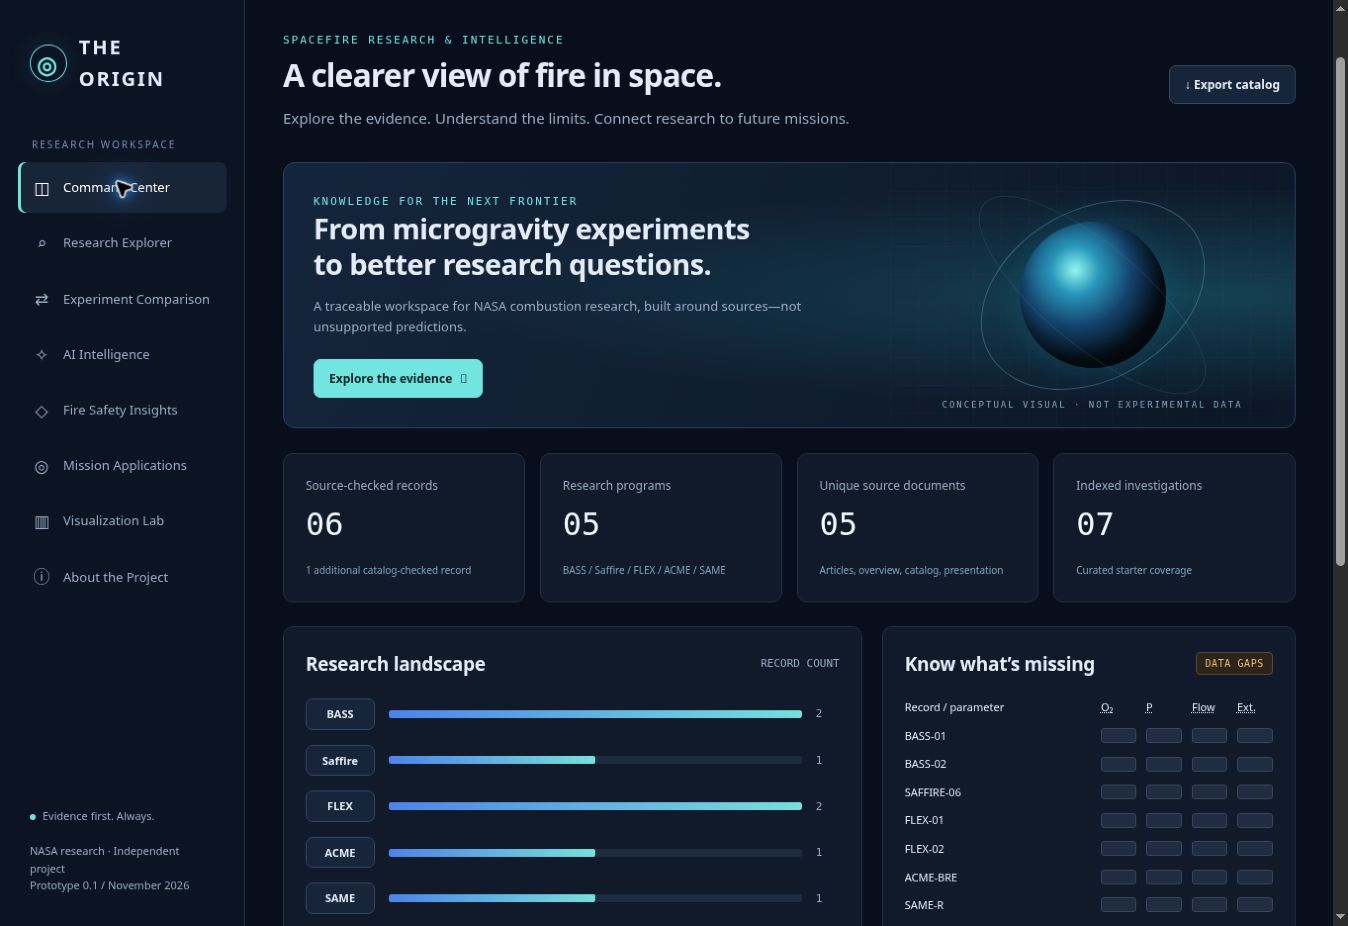 THE
ORIGIN
RESEARCH WORKSPACE
Command Center
Research Explorer
Experiment Comparison
AI Intelligence
Fire Safety Insights
Mission Applications
Visualization Lab
About the Project
Evidence first. Always.
NASA research · Independent
project
Prototype 0.1 / November 2026
SPACEFIRE RESEARCH & INTELLIGENCE
A clearer view of fire in space.
Explore the evidence. Understand the limits. Connect research to future missions.
↓ Export catalog
KNOWLEDGE FOR THE NEXT FRONTIER
From microgravity experiments
to better research questions.
A traceable workspace for NASA combustion research, built around sources—not
unsupported predictions.
Explore the evidence
CONCEPTUAL VISUAL · NOT EXPERIMENTAL DATA
Source-checked records
06
1 additional catalog-checked record
Research programs
05
BASS / Saffire / FLEX / ACME / SAME
Unique source documents
05
Articles, overview, catalog, presentation
Indexed investigations
07
Curated starter coverage
Research landscape
RECORD COUNT
BASS 2
Saffire 1
FLEX 2
ACME 1
SAME 1
Know what’s missing
DATA GAPS
Record / parameter O₂ P Flow Ext.
BASS-01
BASS-02
SAFFIRE-06
FLEX-01
FLEX-02
ACME-BRE
SAME-R